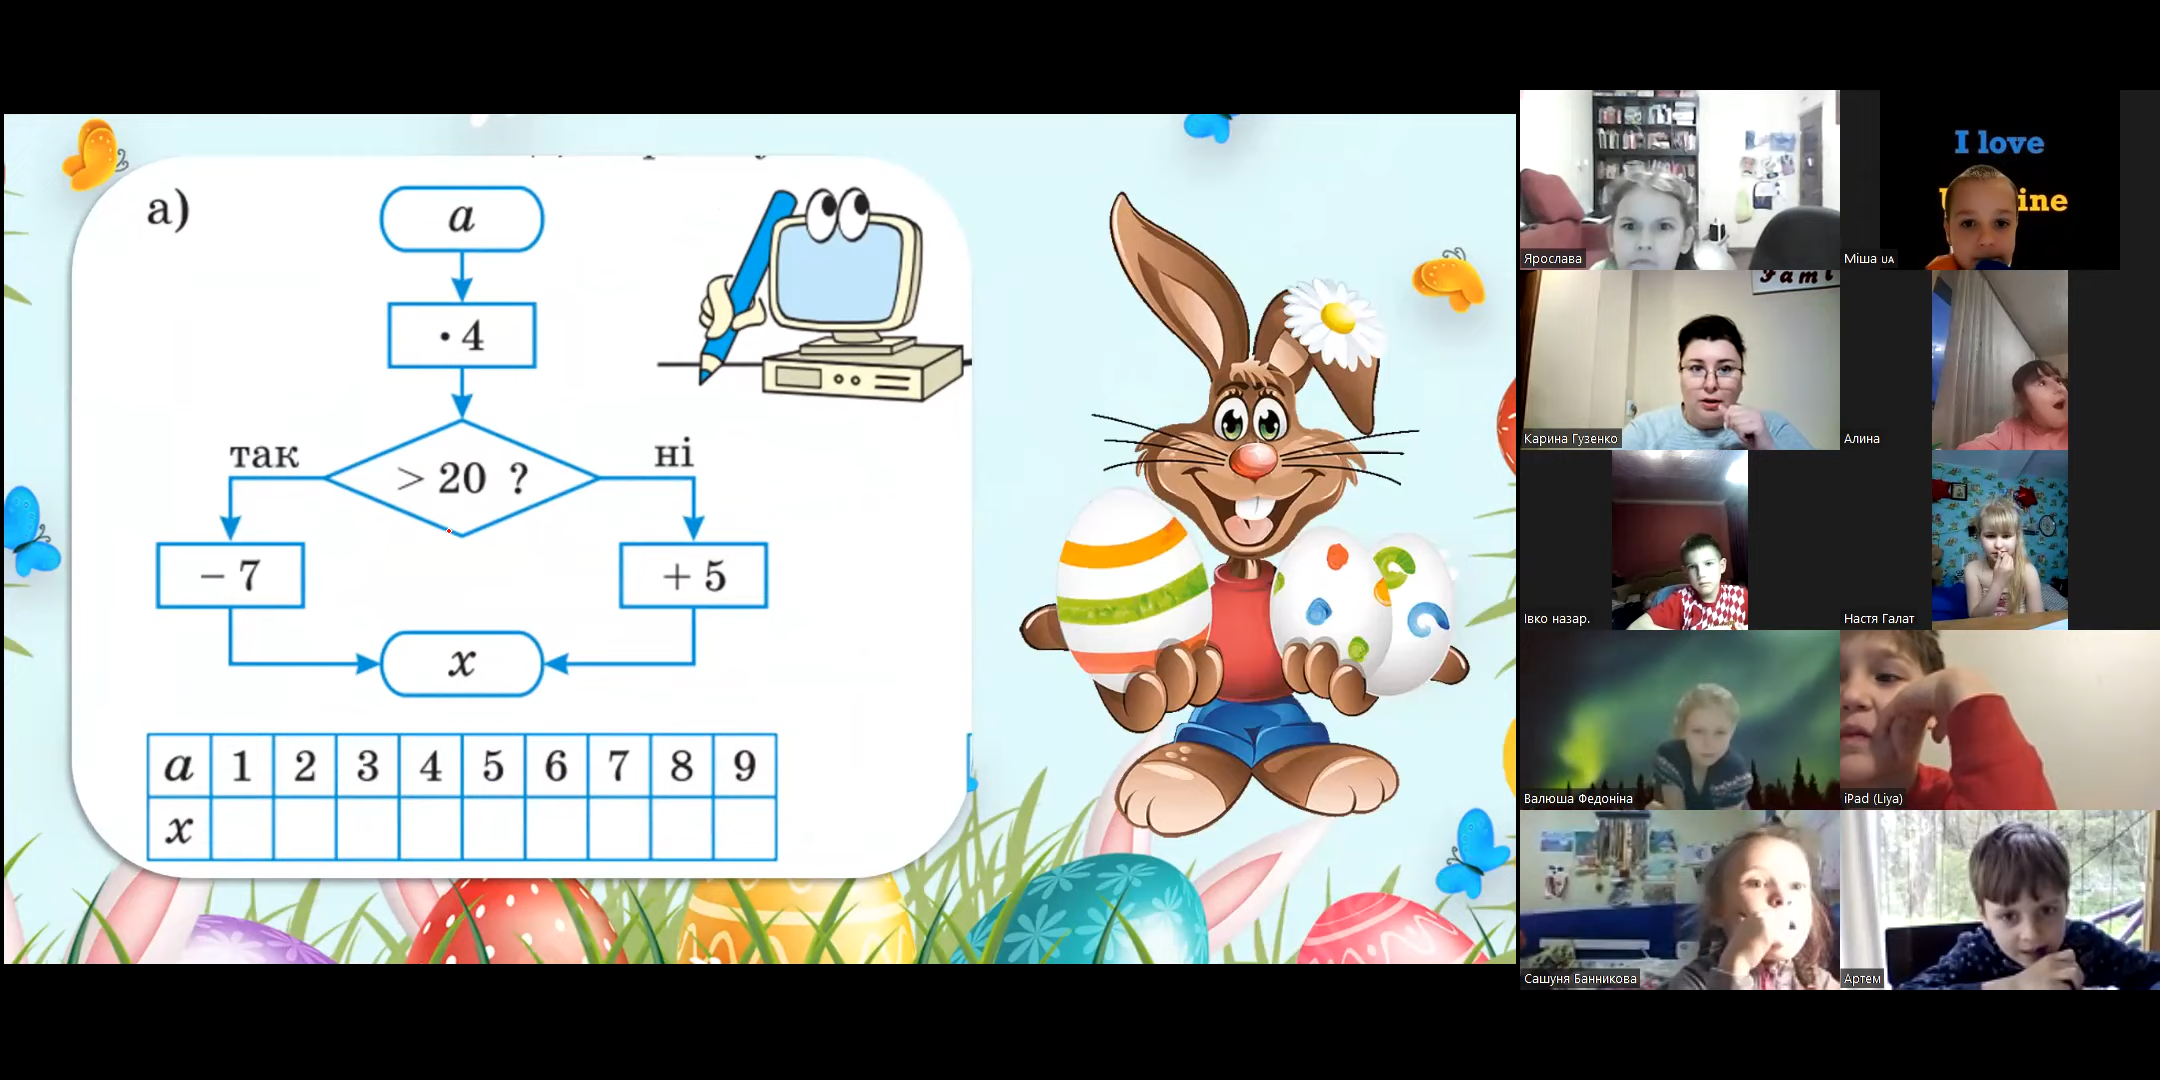 а)
a
· 4
так
> 20 ?
ні
– 7
+ 5
x
a 1 2 3 4 5 6 7 8 9
x
Ярослава
I love
ine
Міша UA
Fami
Карина Гузенко
Алина
Івко назар.
Настя Галат
Валюша Федоніна
iPad (Liya)
Сашуня Банникова
Артем